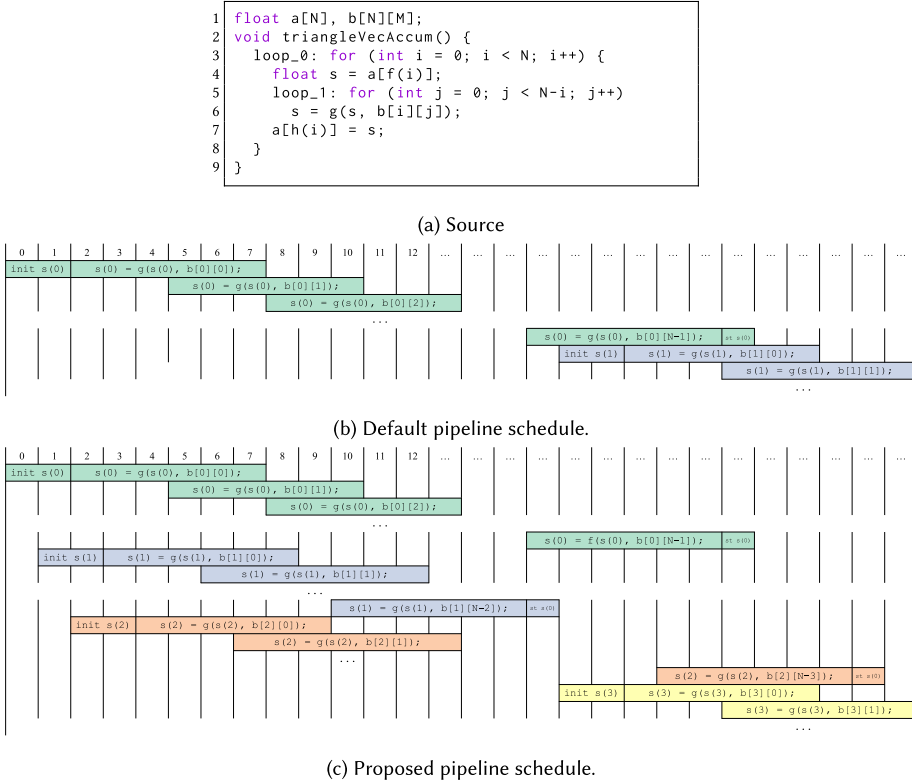 1 float a[N], b[N][M];
2 void triangleVecAccum() {
3 loop_0: for (int i = 0; i < N; i++) {
4 float s = a[f(i)];
5 loop_1: for (int j = 0; j < N-i; j++)
6 s = g(s, b[i][j]);
7 a[h(i)] = s;
8 }
9 }
(a) Source
0 1 2 3 4 5 6 7 8 9 10 11 12 ... ... ... ... ... ... ... ... ... ... ... ... ... ... ...
init s(0) s(0) = g(s(0), b[0][0]);
s(0) = g(s(0), b[0][1]);
s(0) = g(s(0), b[0][2]);
...
s(0) = g(s(0), b[0][N-1]); st s(0)
init s(1) s(1) = g(s(1), b[1][0]);
s(1) = g(s(1), b[1][1]);
...
(b) Default pipeline schedule.
0 1 2 3 4 5 6 7 8 9 10 11 12 ... ... ... ... ... ... ... ... ... ... ... ... ... ... ...
init s(0) s(0) = g(s(0), b[0][0]);
s(0) = g(s(0), b[0][1]);
s(0) = g(s(0), b[0][2]);
...
s(0) = f(s(0), b[0][N-1]); st s(0)
init s(1) s(1) = g(s(1), b[1][0]);
s(1) = g(s(1), b[1][1]);
...
s(1) = g(s(1), b[1][N-2]); st s(0)
init s(2) s(2) = g(s(2), b[2][0]);
s(2) = g(s(2), b[2][1]);
...
s(2) = g(s(2), b[2][N-3]); st s(0)
init s(3) s(3) = g(s(3), b[3][0]);
s(3) = g(s(3), b[3][1]);
...
(c) Proposed pipeline schedule.